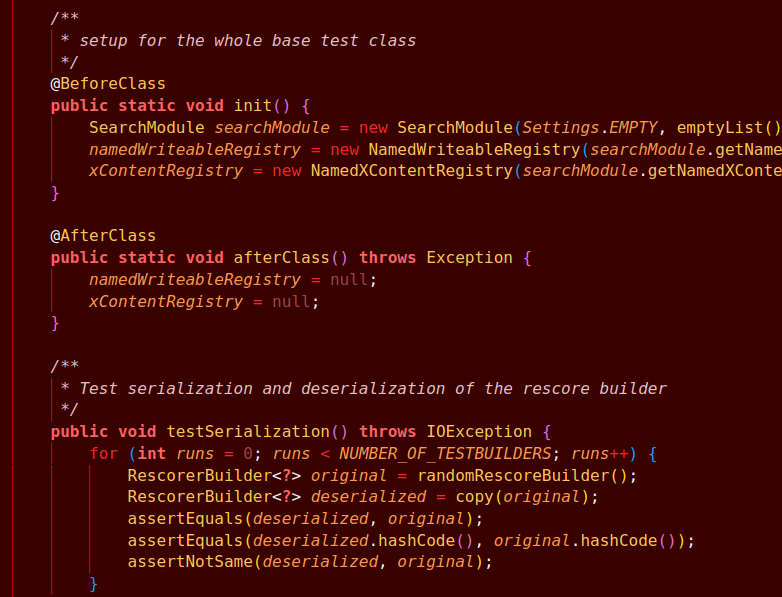 /**
 * setup for the whole base test class
 */
@BeforeClass
public static void init() {
    SearchModule searchModule = new SearchModule(Settings.EMPTY, emptyList()
    namedWriteableRegistry = new NamedWriteableRegistry(searchModule.getName
    xContentRegistry = new NamedXContentRegistry(searchModule.getNamedXConte
}

@AfterClass
public static void afterClass() throws Exception {
    namedWriteableRegistry = null;
    xContentRegistry = null;
}

/**
 * Test serialization and deserialization of the rescore builder
 */
public void testSerialization() throws IOException {
    for (int runs = 0; runs < NUMBER_OF_TESTBUILDERS; runs++) {
        RescorerBuilder<?> original = randomRescoreBuilder();
        RescorerBuilder<?> deserialized = copy(original);
        assertEquals(deserialized, original);
        assertEquals(deserialized.hashCode(), original.hashCode());
        assertNotSame(deserialized, original);
    }